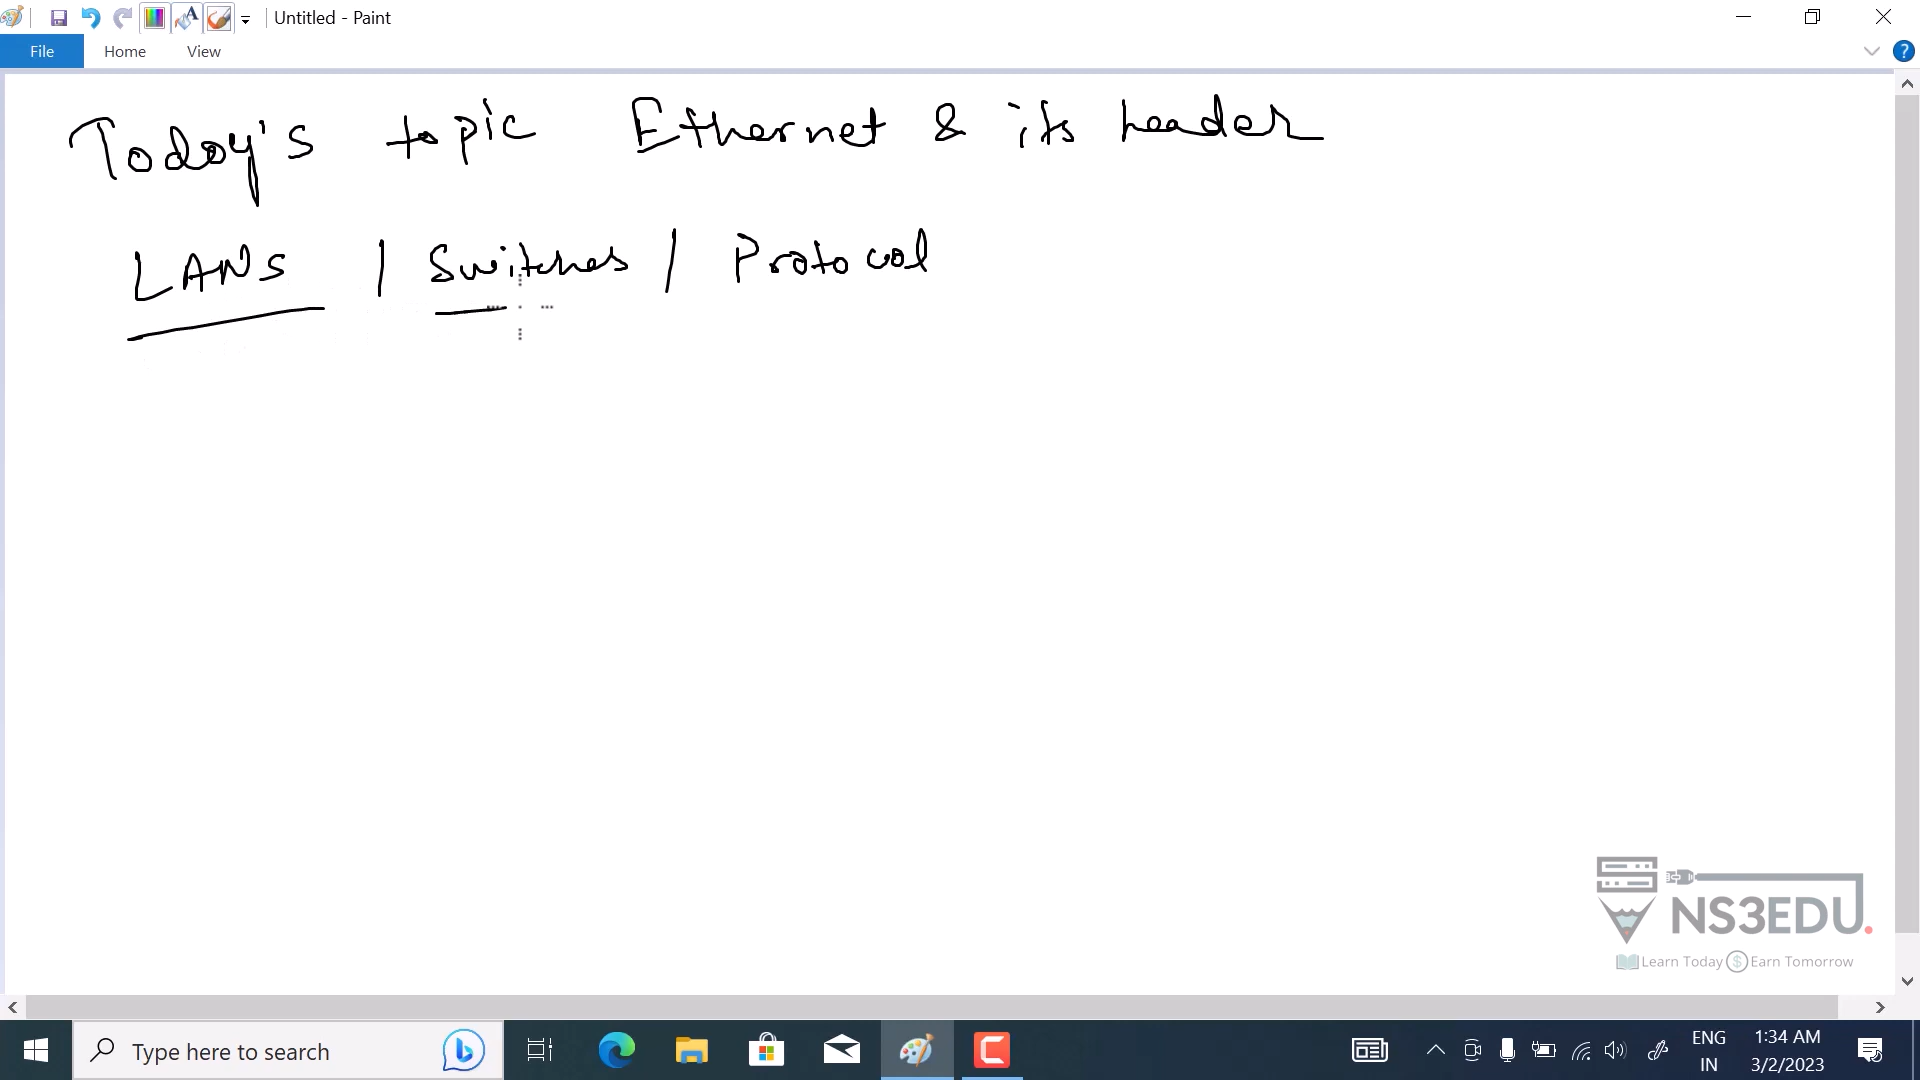 Untitled - Paint
File Home View
Today's topic Ethernet & its header
LANS / Switches / Protocol
NS3EDU.
Learn Today $ Earn Tomorrow
Type here to search
ENG
IN
1:34 AM
3/2/2023